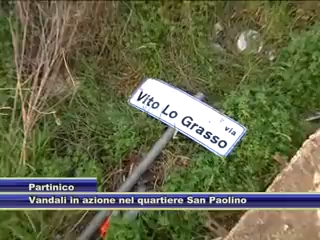 via
Vito Lo Grasso
Partinico
Vandali in azione nel quartiere San Paolino